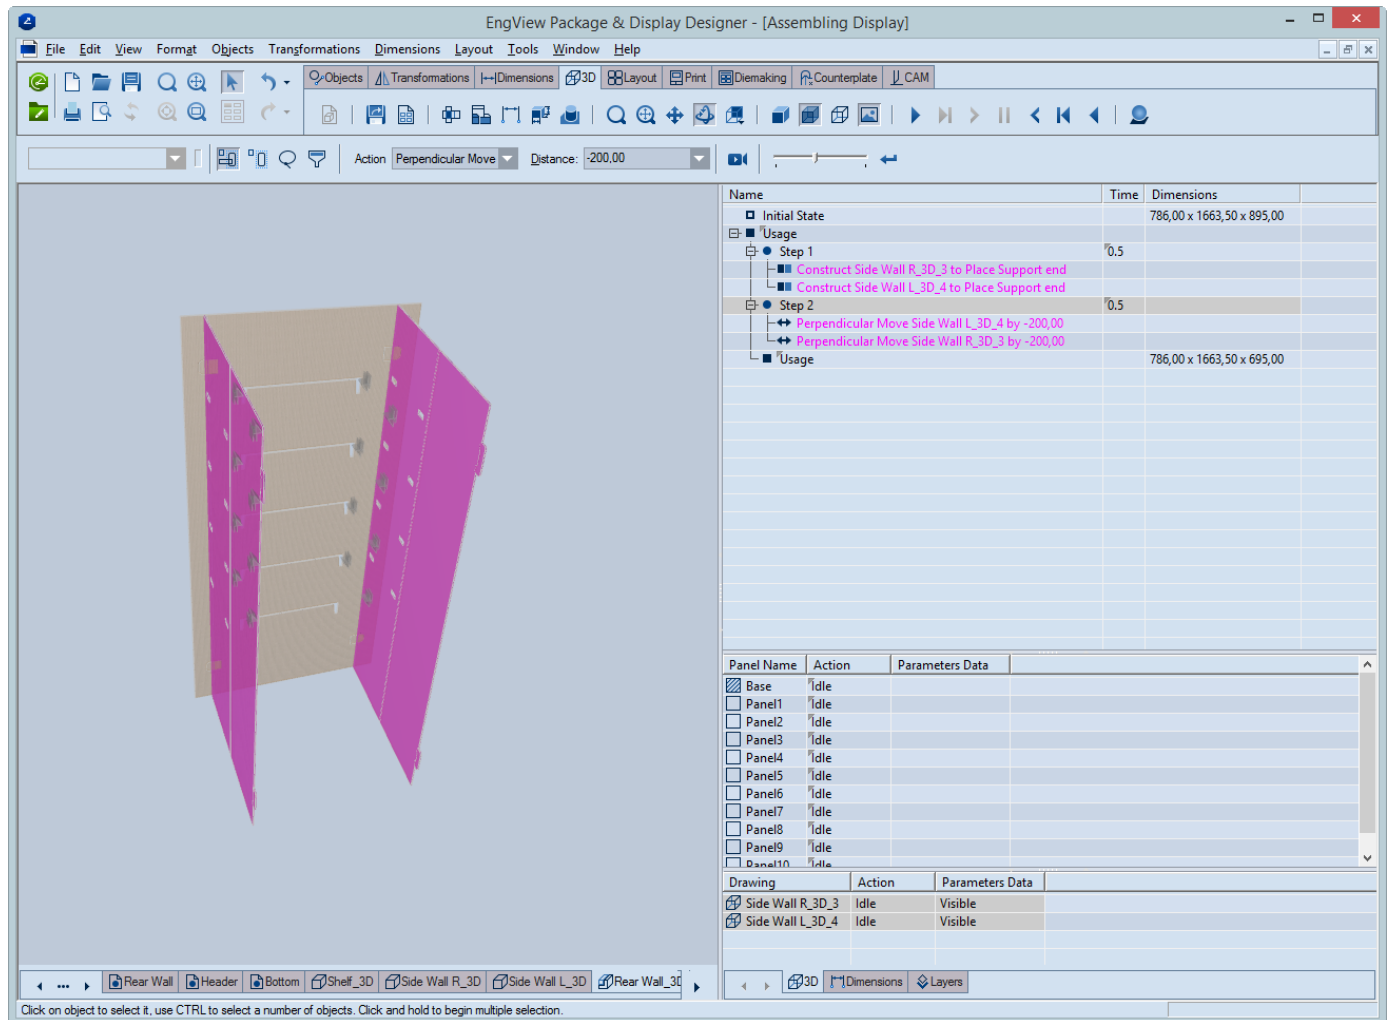 EngView Package & Display Designer - [Assembling Display]
File Edit View Format Objects Transformations Dimensions Layout Tools Window Help
Objects Transformations Dimensions 3D Layout Print Diemaking Counterplate CAM
Action Perpendicular Move Distance: -200,00
Name Time Dimensions
Initial State 786,00 x 1663,50 x 895,00
Usage
Step 1 0.5
Construct Side Wall R_3D_3 to Place Support end
Construct Side Wall L_3D_4 to Place Support end
Step 2 0.5
Perpendicular Move Side Wall L_3D_4 by -200,00
Perpendicular Move Side Wall R_3D_3 by -200,00
Usage 786,00 x 1663,50 x 695,00
Panel Name Action Parameters Data
Base Idle
Panel1 Idle
Panel2 Idle
Panel3 Idle
Panel4 Idle
Panel5 Idle
Panel6 Idle
Panel7 Idle
Panel8 Idle
Panel9 Idle
Panel10 Idle
Drawing Action Parameters Data
Side Wall R_3D_3 Idle Visible
Side Wall L_3D_4 Idle Visible
Rear Wall Header Bottom Shelf_3D Side Wall R_3D Side Wall L_3D Rear Wall_3D
3D Dimensions Layers
Click on object to select it, use CTRL to select a number of objects. Click and hold to begin multiple selection.